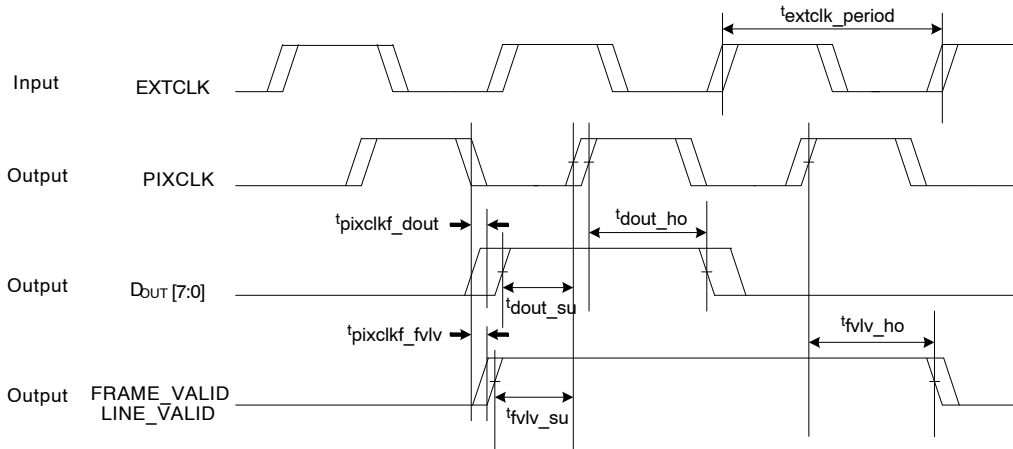 textclk_period
Input EXTCLK
Output PIXCLK
tpixclkf_dout
tdout_ho
Output DOUT [7:0]
tdout_su
tpixclkf_fvlv
tfvlv_ho
Output FRAME_VALID
LINE_VALID
tfvlv_su